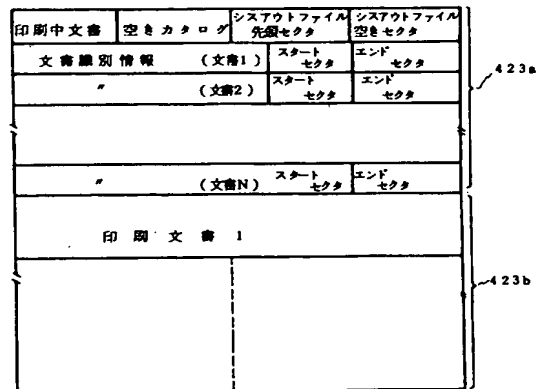 印刷中文書 空きカタログ シスアウトファイル先頭セクタ シスアウトファイル空きセクタ
文書識別情報 (文書1) スタートセクタ エンドセクタ
〃 (文書2) スタートセクタ エンドセクタ
423a
〃 (文書N) スタートセクタ エンドセクタ
印刷文書1
423b